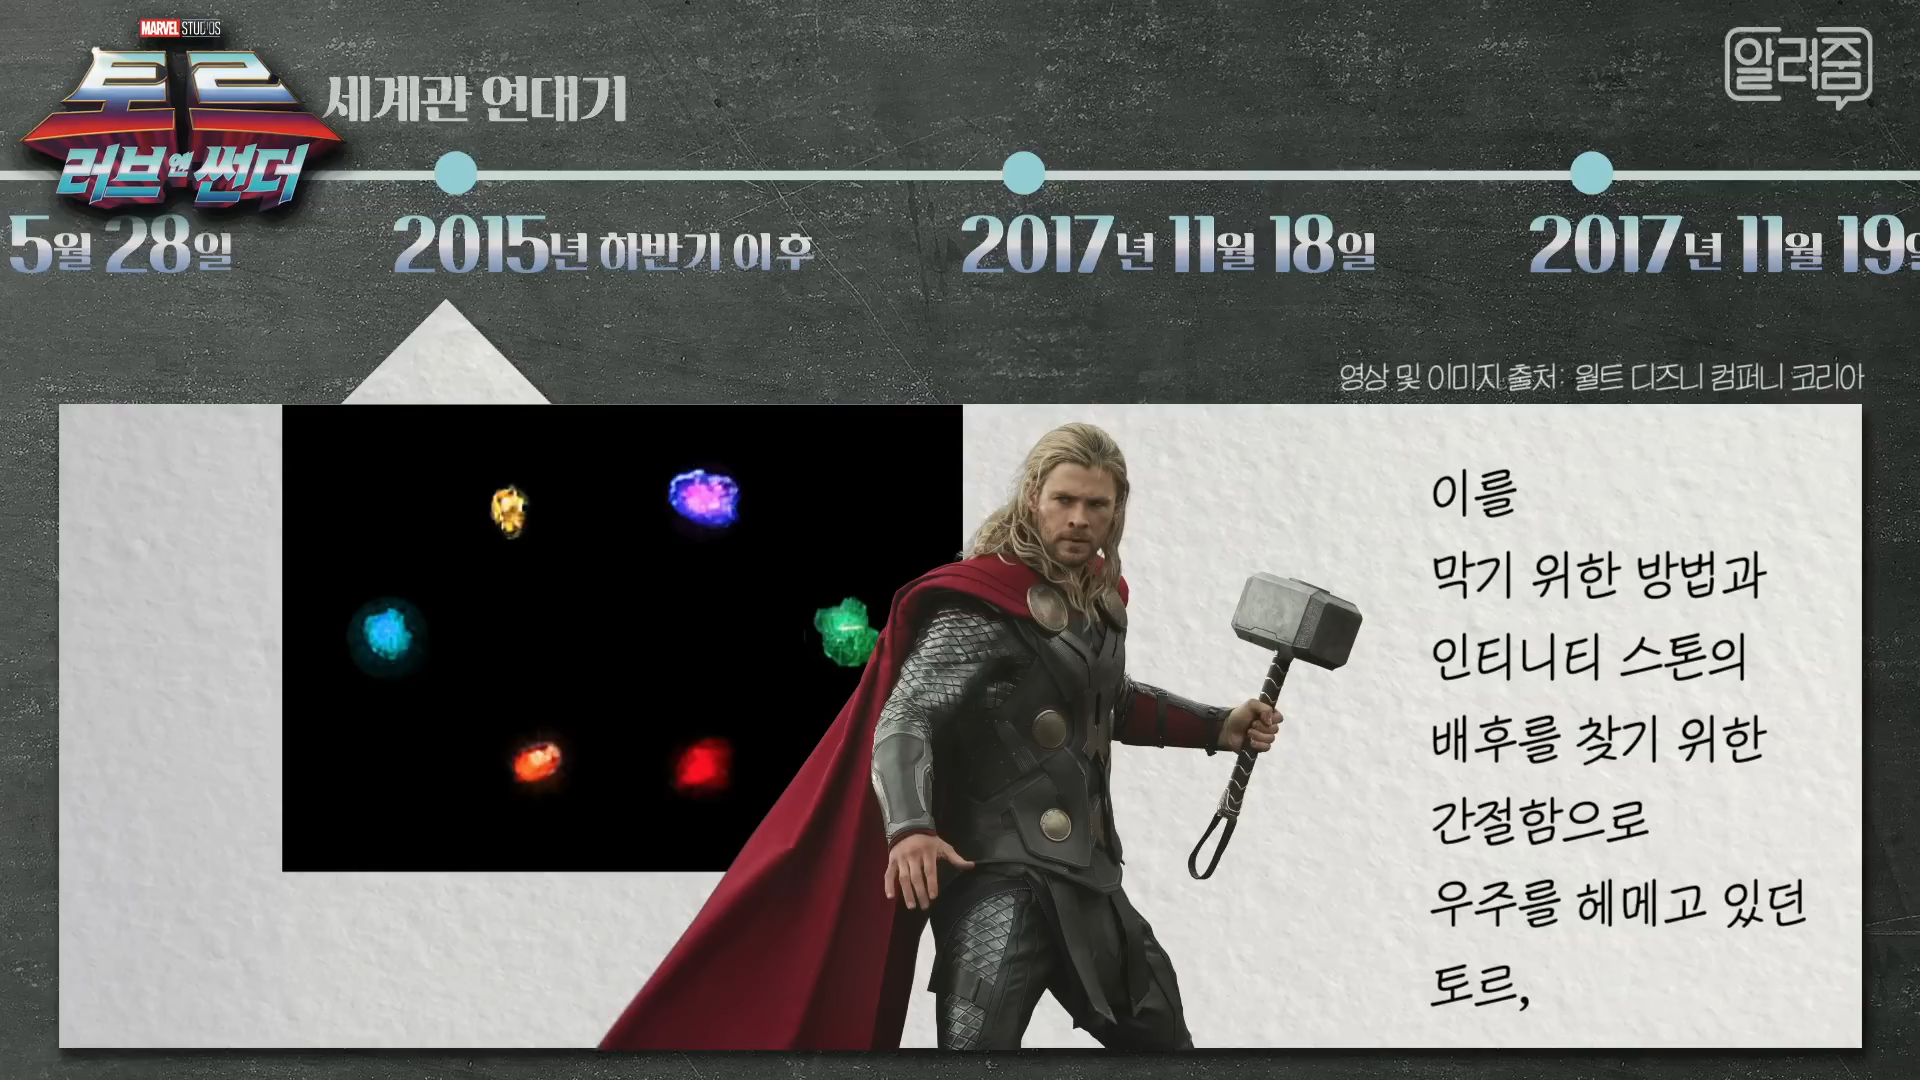 MARVEL STUDIOS
토르
러브 앤 썬더
세계관 연대기
알려줌
5월 28일
2015년 하반기 이후
2017년 11월 18일
2017년 11월 19일
영상 및 이미지 출처: 월트 디즈니 컴퍼니 코리아
이를
막기 위한 방법과
인티니티 스톤의
배후를 찾기 위한
간절함으로
우주를 헤메고 있던
토르,